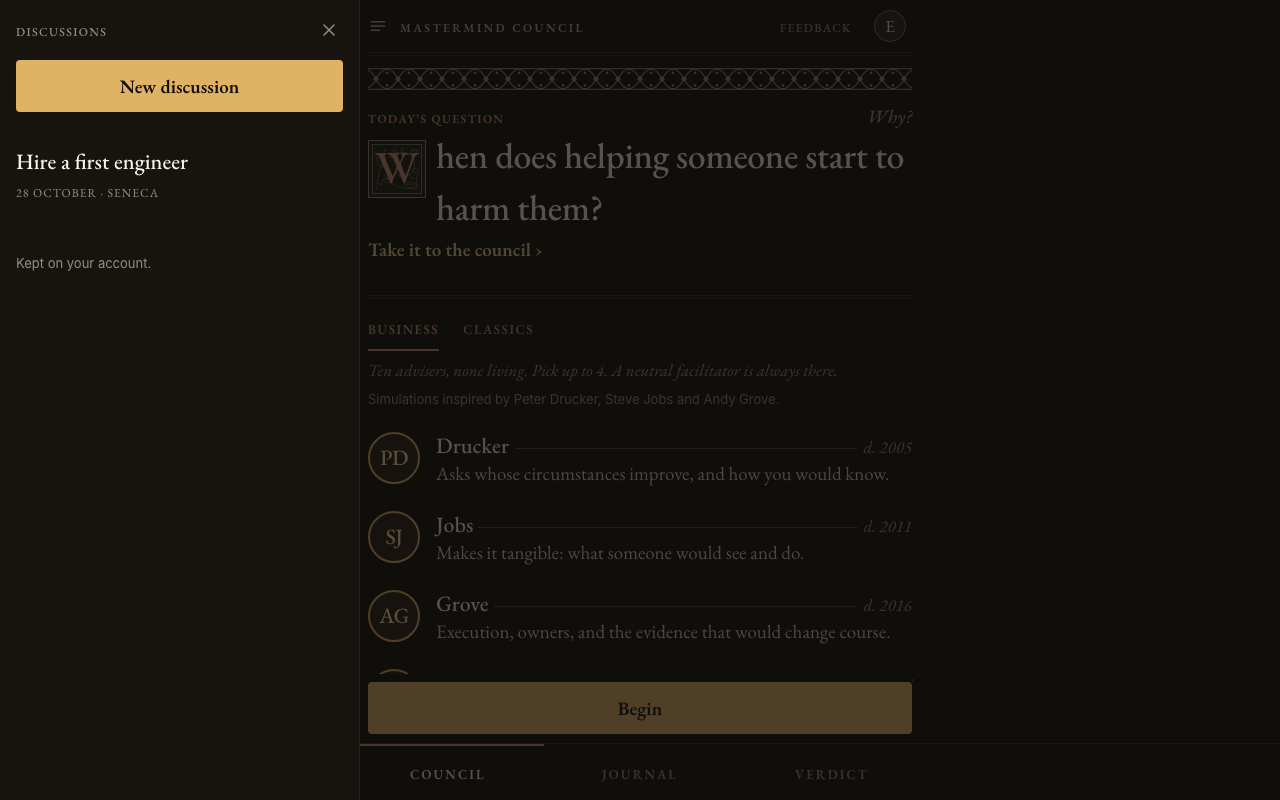 DISCUSSIONS
New discussion
Hire a first engineer
28 OCTOBER · SENECA
Kept on your account.
MASTERMIND COUNCIL
FEEDBACK
E
TODAY'S QUESTION
Why?
When does helping someone start to
harm them?
Take it to the council ›
BUSINESS
CLASSICS
Ten advisers, none living. Pick up to 4. A neutral facilitator is always there.
Simulations inspired by Peter Drucker, Steve Jobs and Andy Grove.
PD
Drucker
d. 2005
Asks whose circumstances improve, and how you would know.
SJ
Jobs
d. 2011
Makes it tangible: what someone would see and do.
AG
Grove
d. 2016
Execution, owners, and the evidence that would change course.
Begin
COUNCIL
JOURNAL
VERDICT